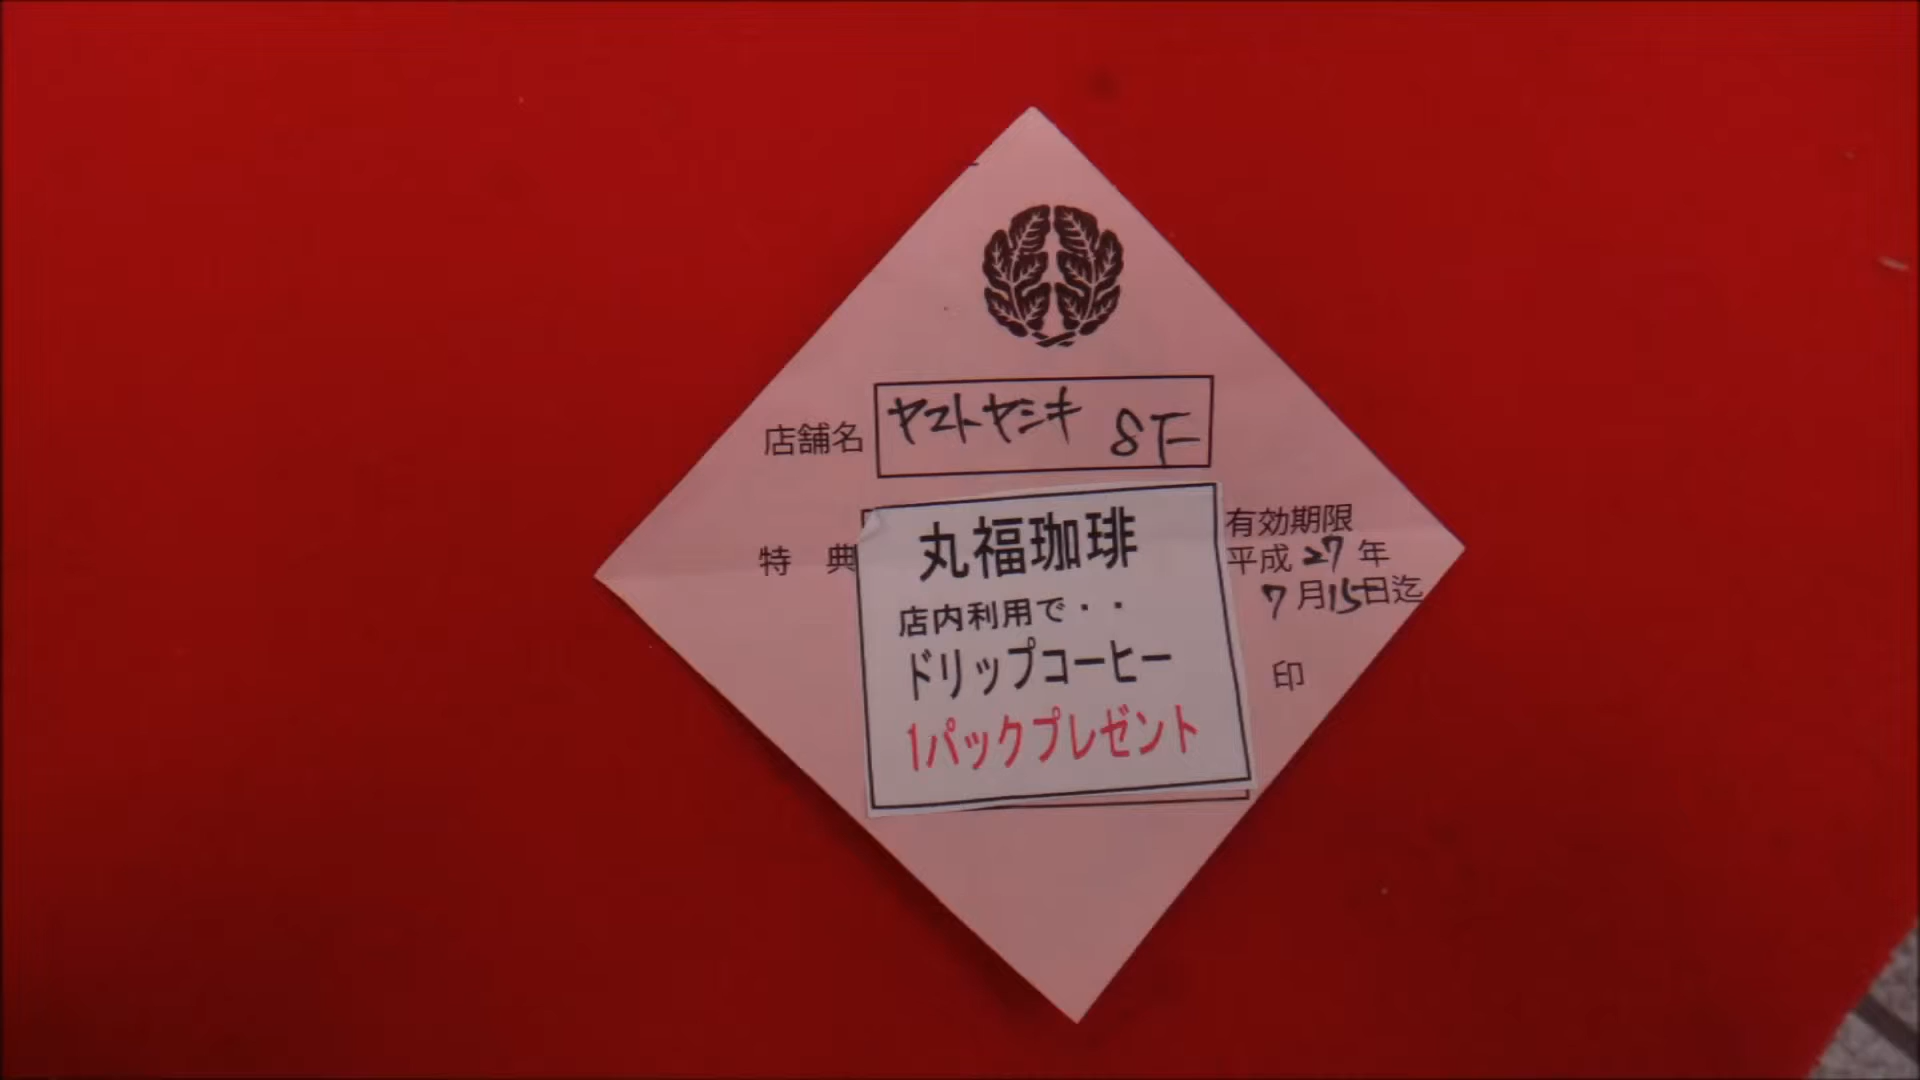 店舗名
ヤマトヤシキ 8F
特 典
丸福珈琲
店内利用で・・
ドリップコーヒー
1パックプレゼント
有効期限
平成27年
7月15日迄
印